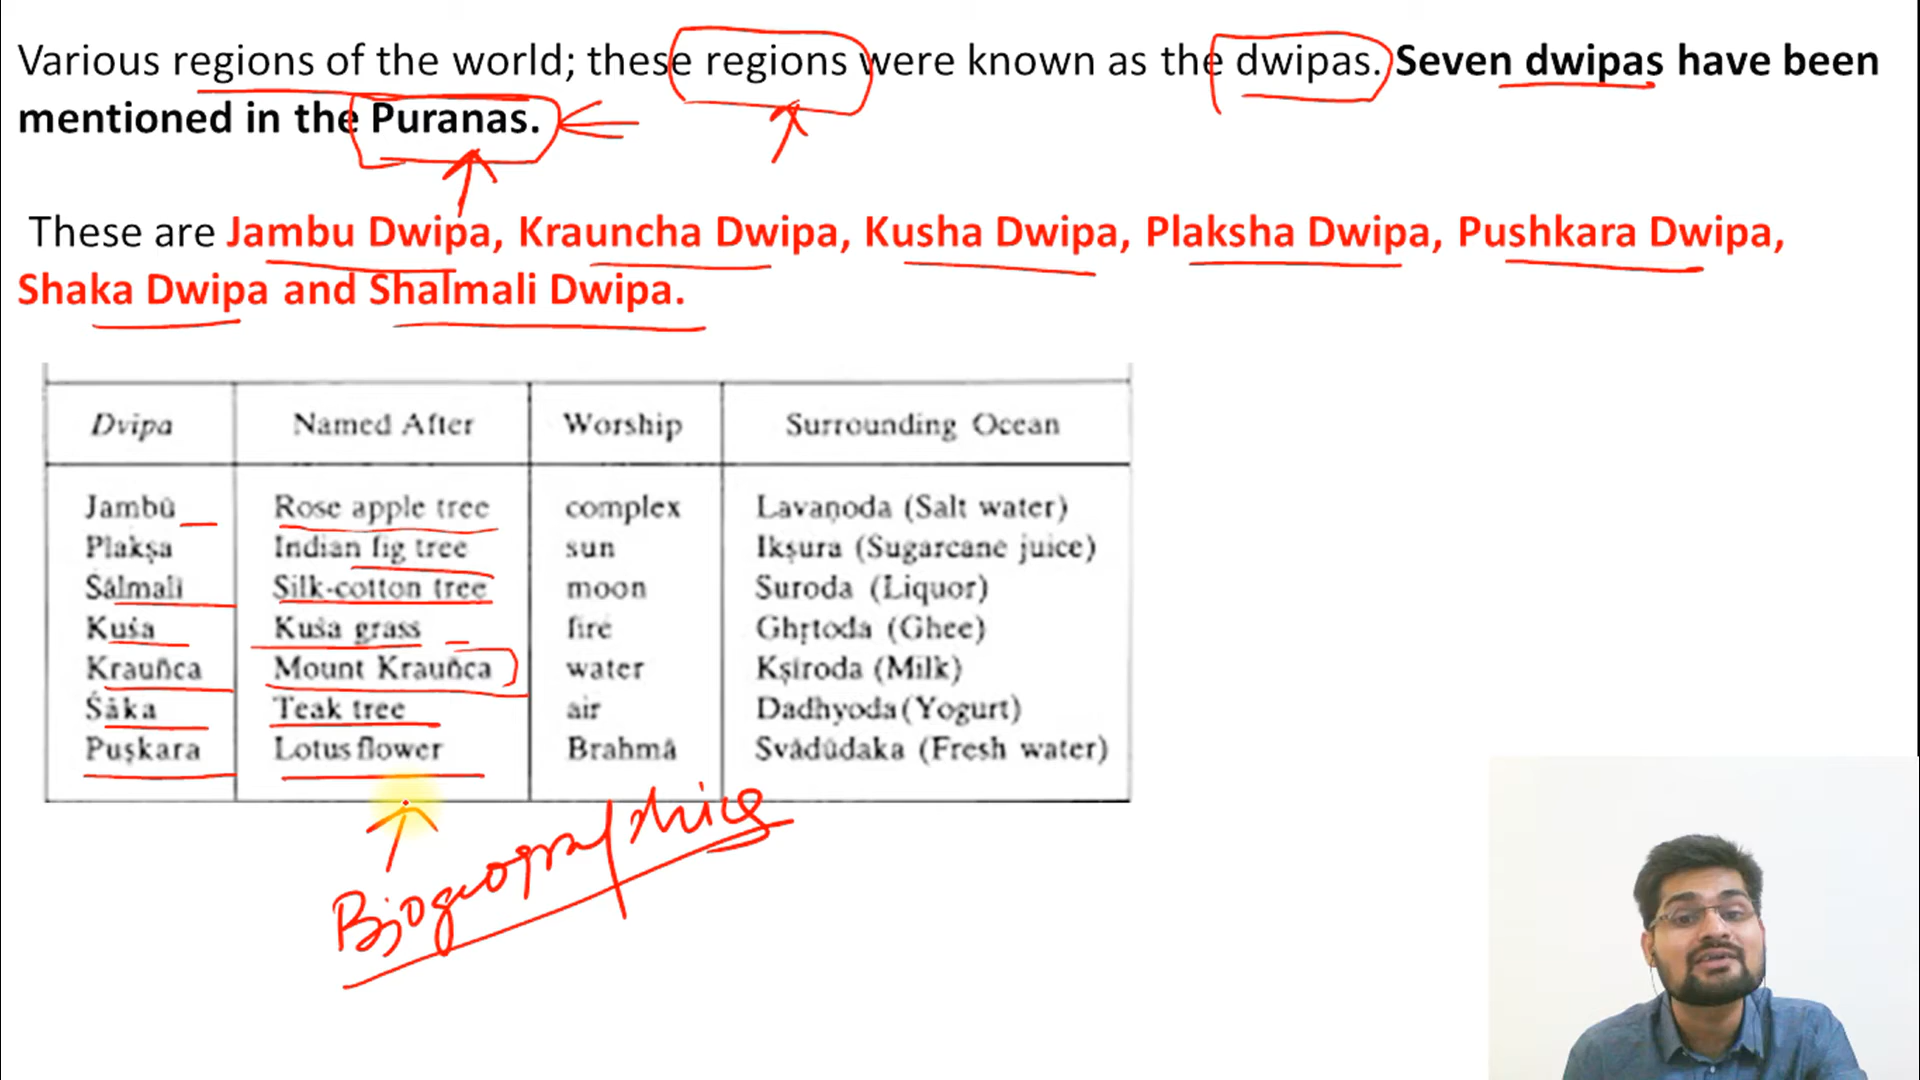 Various regions of the world; these regions were known as the dwipas. Seven dwipas have been
mentioned in the Puranas.
These are Jambu Dwipa, Krauncha Dwipa, Kusha Dwipa, Plaksha Dwipa, Pushkara Dwipa,
Shaka Dwipa and Shalmali Dwipa.
Dvipa Named After Worship Surrounding Ocean
Jambū Rose apple tree complex Lavaṇoda (Salt water)
Plakṣa Indian fig tree sun Ikṣura (Sugarcane juice)
Śālmali Silk-cotton tree moon Suroda (Liquor)
Kuśa Kuśa grass fire Ghṛtoda (Ghee)
Krauñca Mount Krauñca water Kṣīroda (Milk)
Śāka Teak tree air Dadhyoda (Yogurt)
Puṣkara Lotus flower Brahmā Svādūdaka (Fresh water)